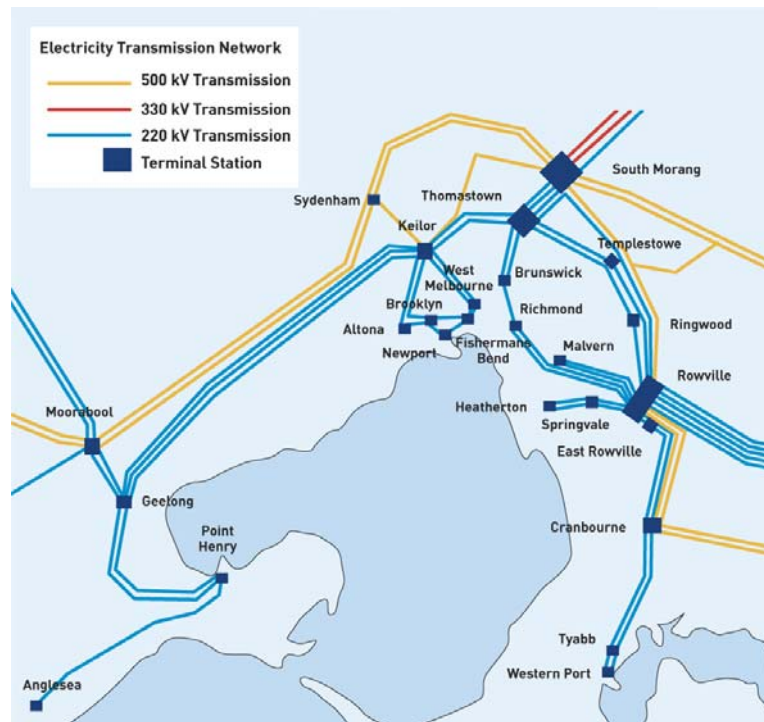 Electricity Transmission Network
500 kV Transmission
330 kV Transmission
220 kV Transmission
Terminal Station
South Morang
Thomastown
Sydenham
Keilor
Templestowe
West
Melbourne
Brunswick
Brooklyn
Richmond
Altona
Ringwood
Newport
Fishermans
Bend
Malvern
Rowville
Heatherton
Moorabool
Springvale
East Rowville
Geelong
Point
Henry
Cranbourne
Tyabb
Western Port
Anglesea